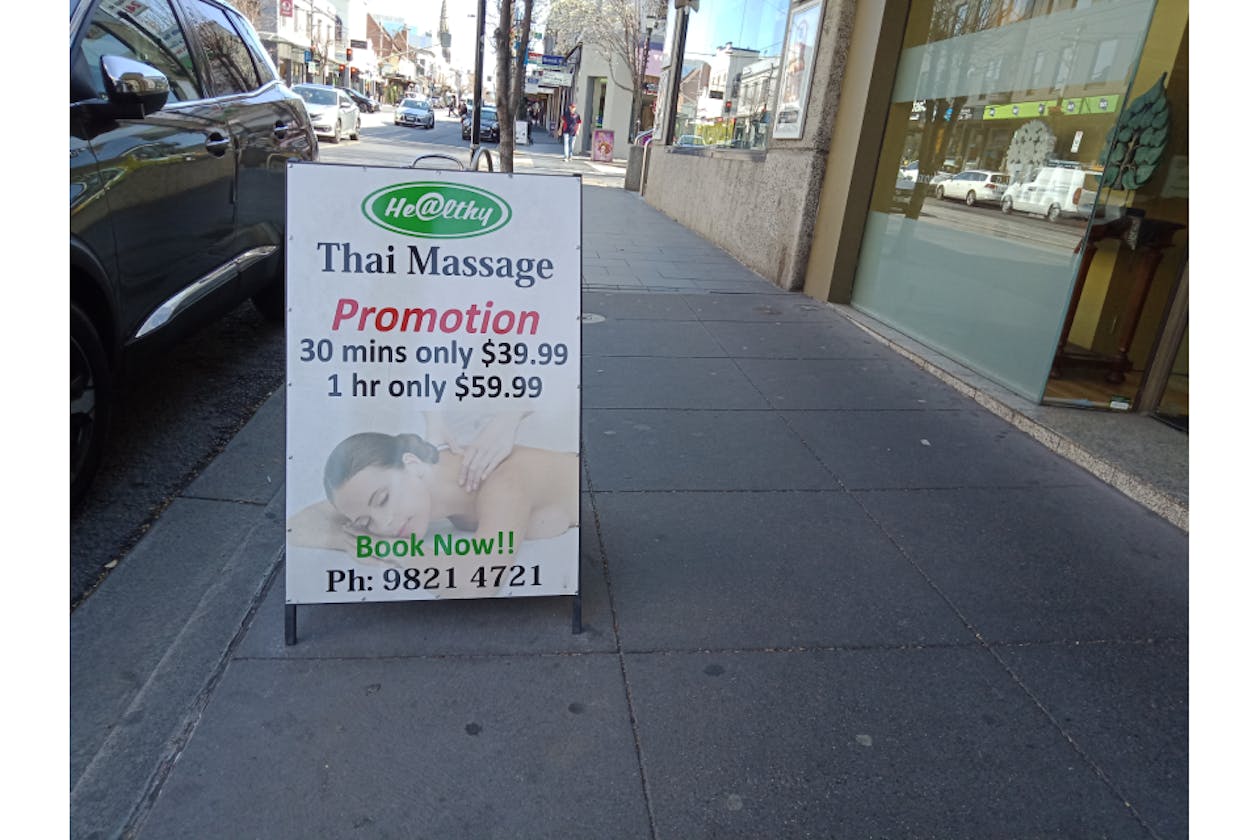 He@lthy
Thai Massage
Promotion
30 mins only $39.99
1 hr only $59.99
Book Now!!
Ph: 9821 4721